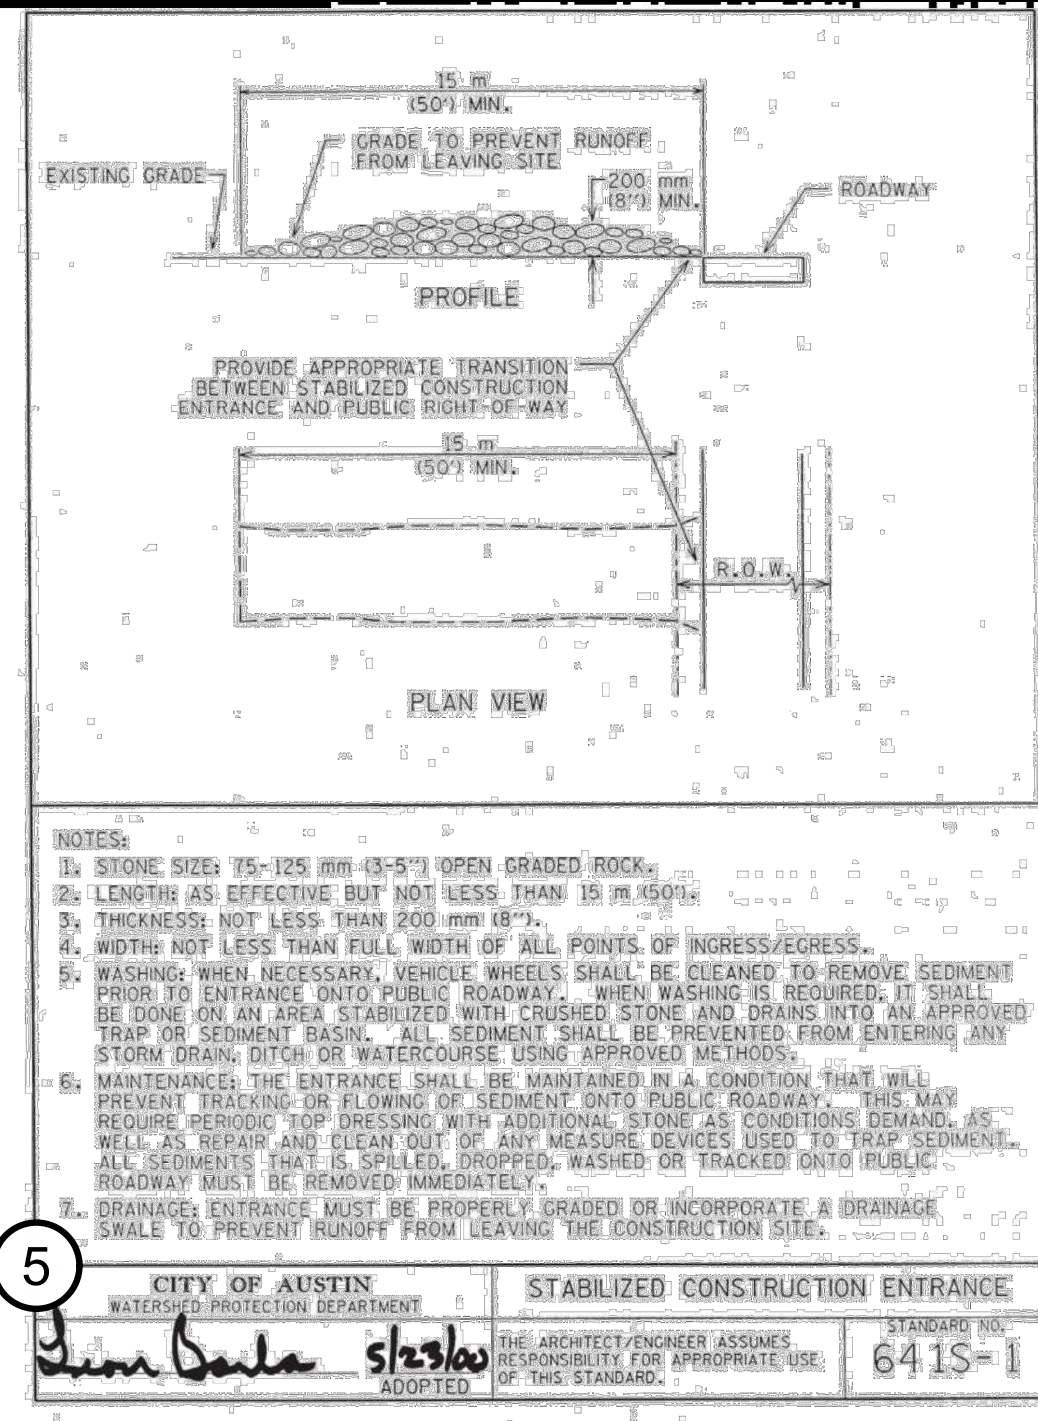 15 m
(50') MIN.
GRADE TO PREVENT RUNOFF
FROM LEAVING SITE
EXISTING GRADE
200 mm
(8'') MIN.
ROADWAY
PROFILE
PROVIDE APPROPRIATE TRANSITION
BETWEEN STABILIZED CONSTRUCTION
ENTRANCE AND PUBLIC RIGHT OF WAY
15 m
(50') MIN.
R.O.W.
PLAN VIEW
NOTES:
1. STONE SIZE: 75-125 mm (3-5'') OPEN GRADED ROCK.
2. LENGTH: AS EFFECTIVE BUT NOT LESS THAN 15 m (50').
3. THICKNESS: NOT LESS THAN 200 mm (8'').
4. WIDTH: NOT LESS THAN FULL WIDTH OF ALL POINTS OF INGRESS/EGRESS.
5. WASHING: WHEN NECESSARY, VEHICLE WHEELS SHALL BE CLEANED TO REMOVE SEDIMENT
PRIOR TO ENTRANCE ONTO PUBLIC ROADWAY. WHEN WASHING IS REQUIRED, IT SHALL
BE DONE ON AN AREA STABILIZED WITH CRUSHED STONE AND DRAINS INTO AN APPROVED
TRAP OR SEDIMENT BASIN. ALL SEDIMENT SHALL BE PREVENTED FROM ENTERING ANY
STORM DRAIN, DITCH OR WATERCOURSE USING APPROVED METHODS.
6. MAINTENANCE: THE ENTRANCE SHALL BE MAINTAINED IN A CONDITION THAT WILL
PREVENT TRACKING OR FLOWING OF SEDIMENT ONTO PUBLIC ROADWAY. THIS MAY
REQUIRE PERIODIC TOP DRESSING WITH ADDITIONAL STONE AS CONDITIONS DEMAND, AS
WELL AS REPAIR AND CLEAN OUT OF ANY MEASURE DEVICES USED TO TRAP SEDIMENT.
ALL SEDIMENTS THAT IS SPILLED, DROPPED, WASHED OR TRACKED ONTO PUBLIC
ROADWAY MUST BE REMOVED IMMEDIATELY.
7. DRAINAGE: ENTRANCE MUST BE PROPERLY GRADED OR INCORPORATE A DRAINAGE
SWALE TO PREVENT RUNOFF FROM LEAVING THE CONSTRUCTION SITE.
5
CITY OF AUSTIN
WATERSHED PROTECTION DEPARTMENT
5/23/00
ADOPTED
STABILIZED CONSTRUCTION ENTRANCE
THE ARCHITECT/ENGINEER ASSUMES
RESPONSIBILITY FOR APPROPRIATE USE
OF THIS STANDARD.
STANDARD NO.
641S-1